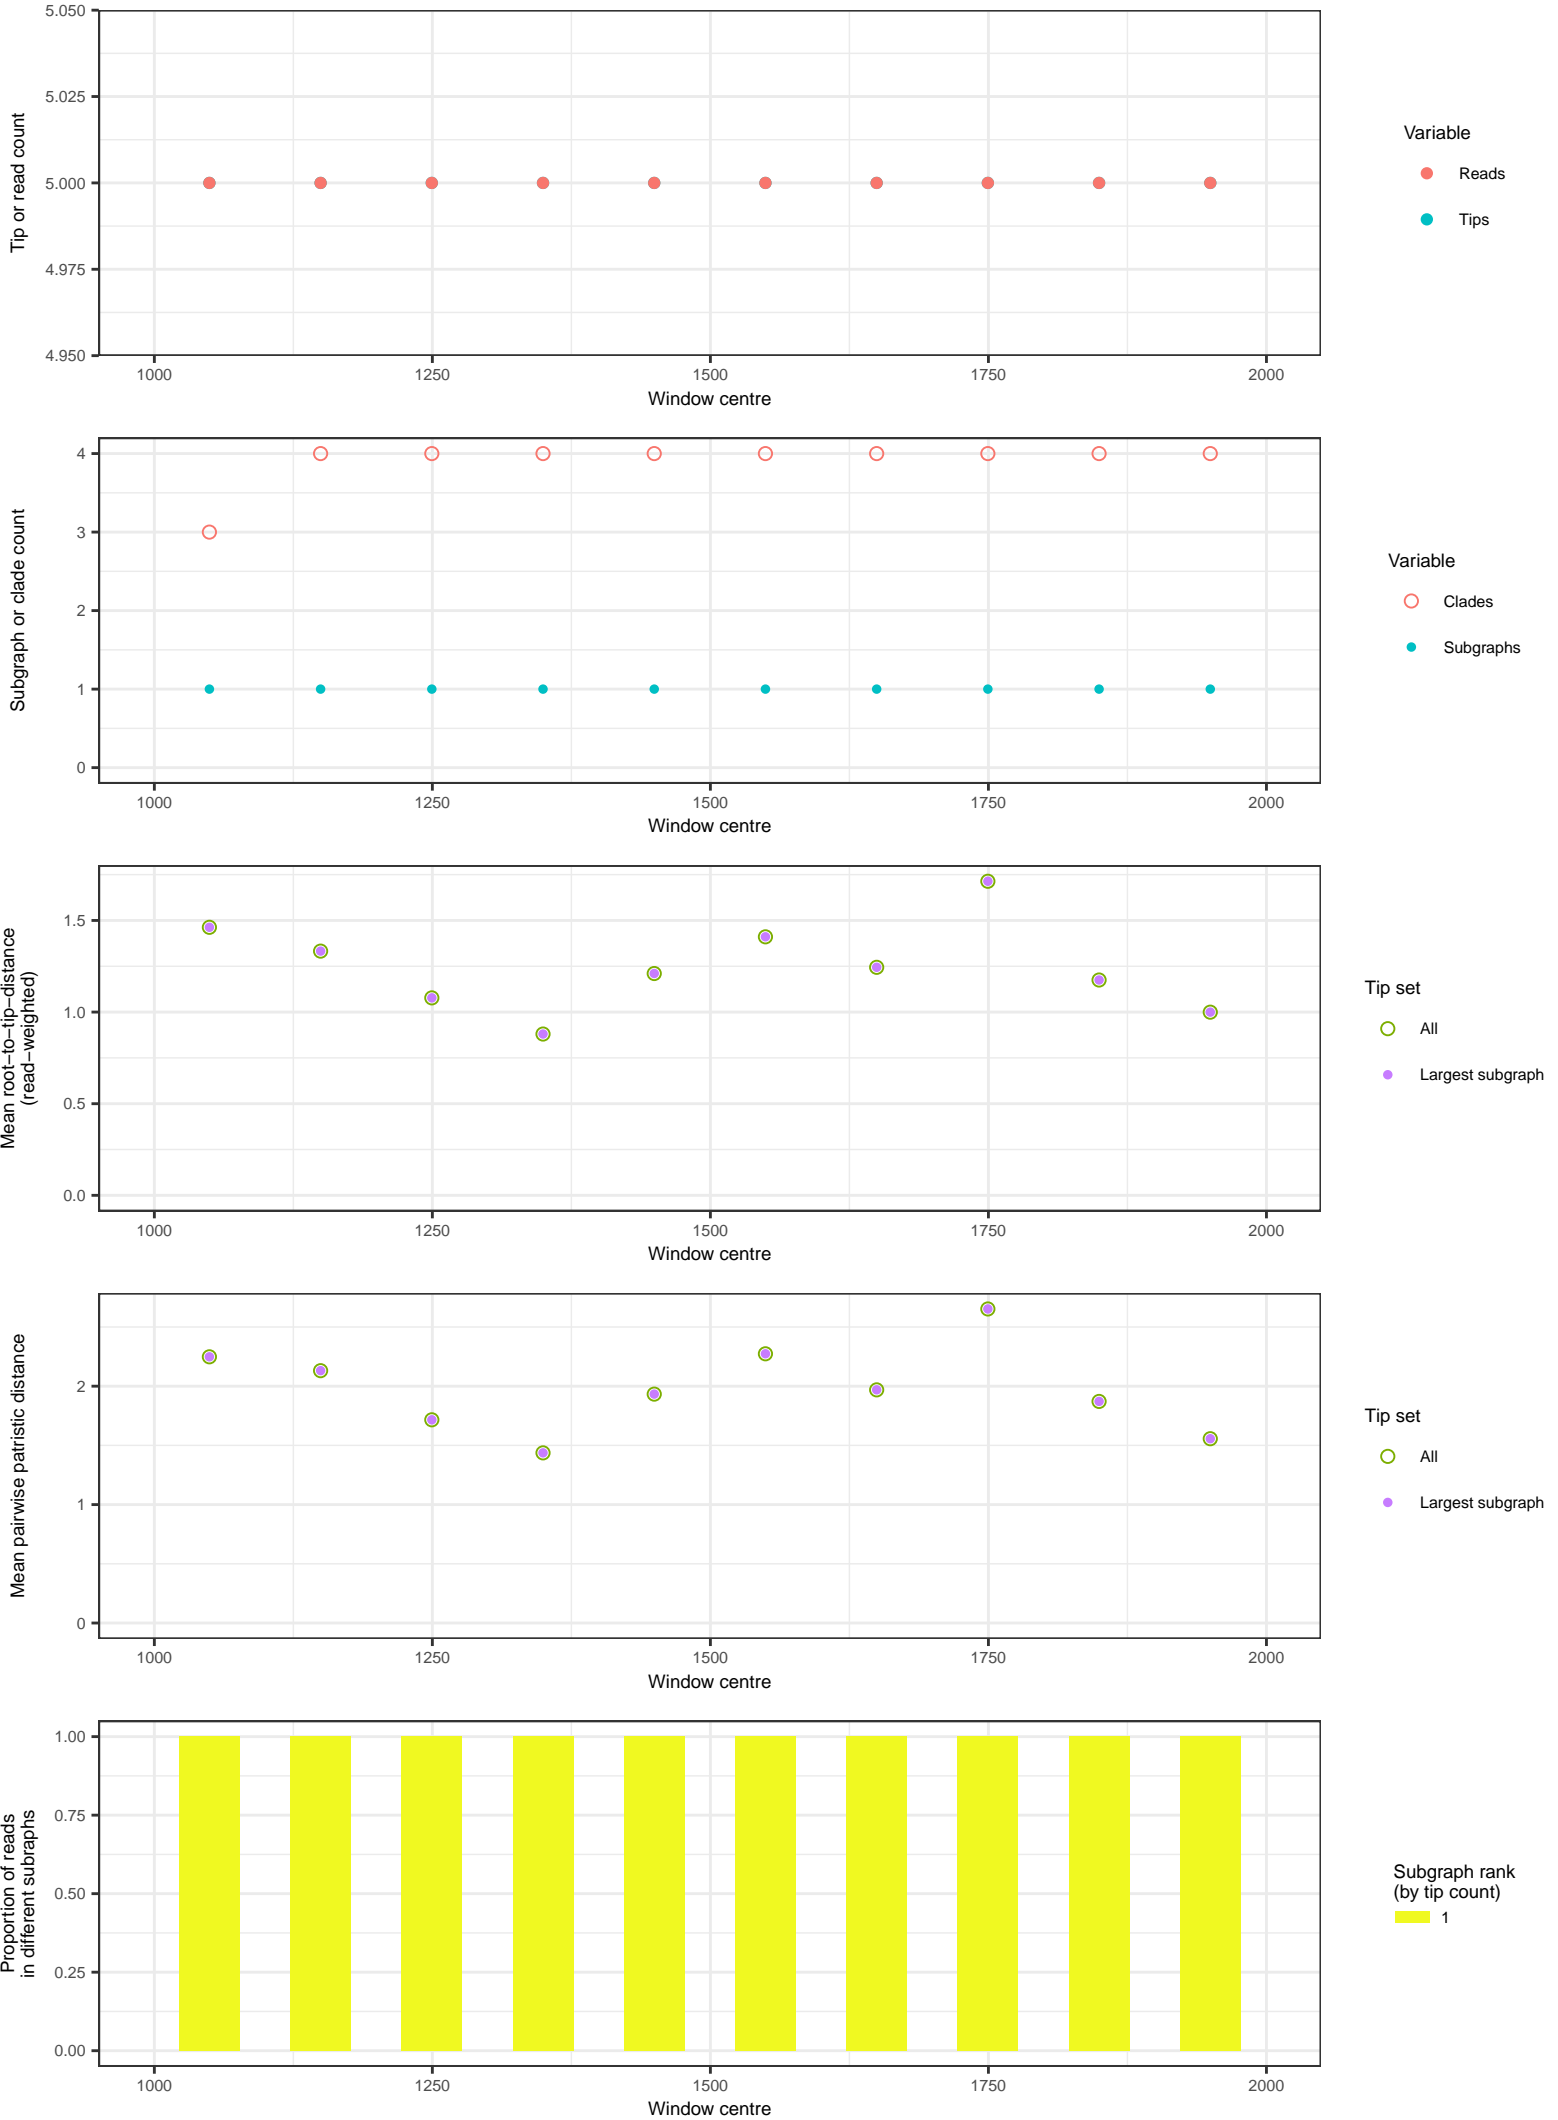 5.050
5.025
5.000
4.975
4.950
Tip or read count
1000 1250 1500 1750 2000
Window centre
Variable
Reads
Tips
4
3
2
1
0
Subgraph or clade count
1000 1250 1500 1750 2000
Window centre
Variable
Clades
Subgraphs
1.5
1.0
0.5
0.0
Mean root−to−tip−distance
(read−weighted)
1000 1250 1500 1750 2000
Window centre
Tip set
All
Largest subgraph
2
1
0
Mean pairwise patristic distance
1000 1250 1500 1750 2000
Window centre
Tip set
All
Largest subgraph
1.00
0.75
0.50
0.25
0.00
Proportion of reads
in different subraphs
1000 1250 1500 1750 2000
Window centre
Subgraph rank
(by tip count)
1